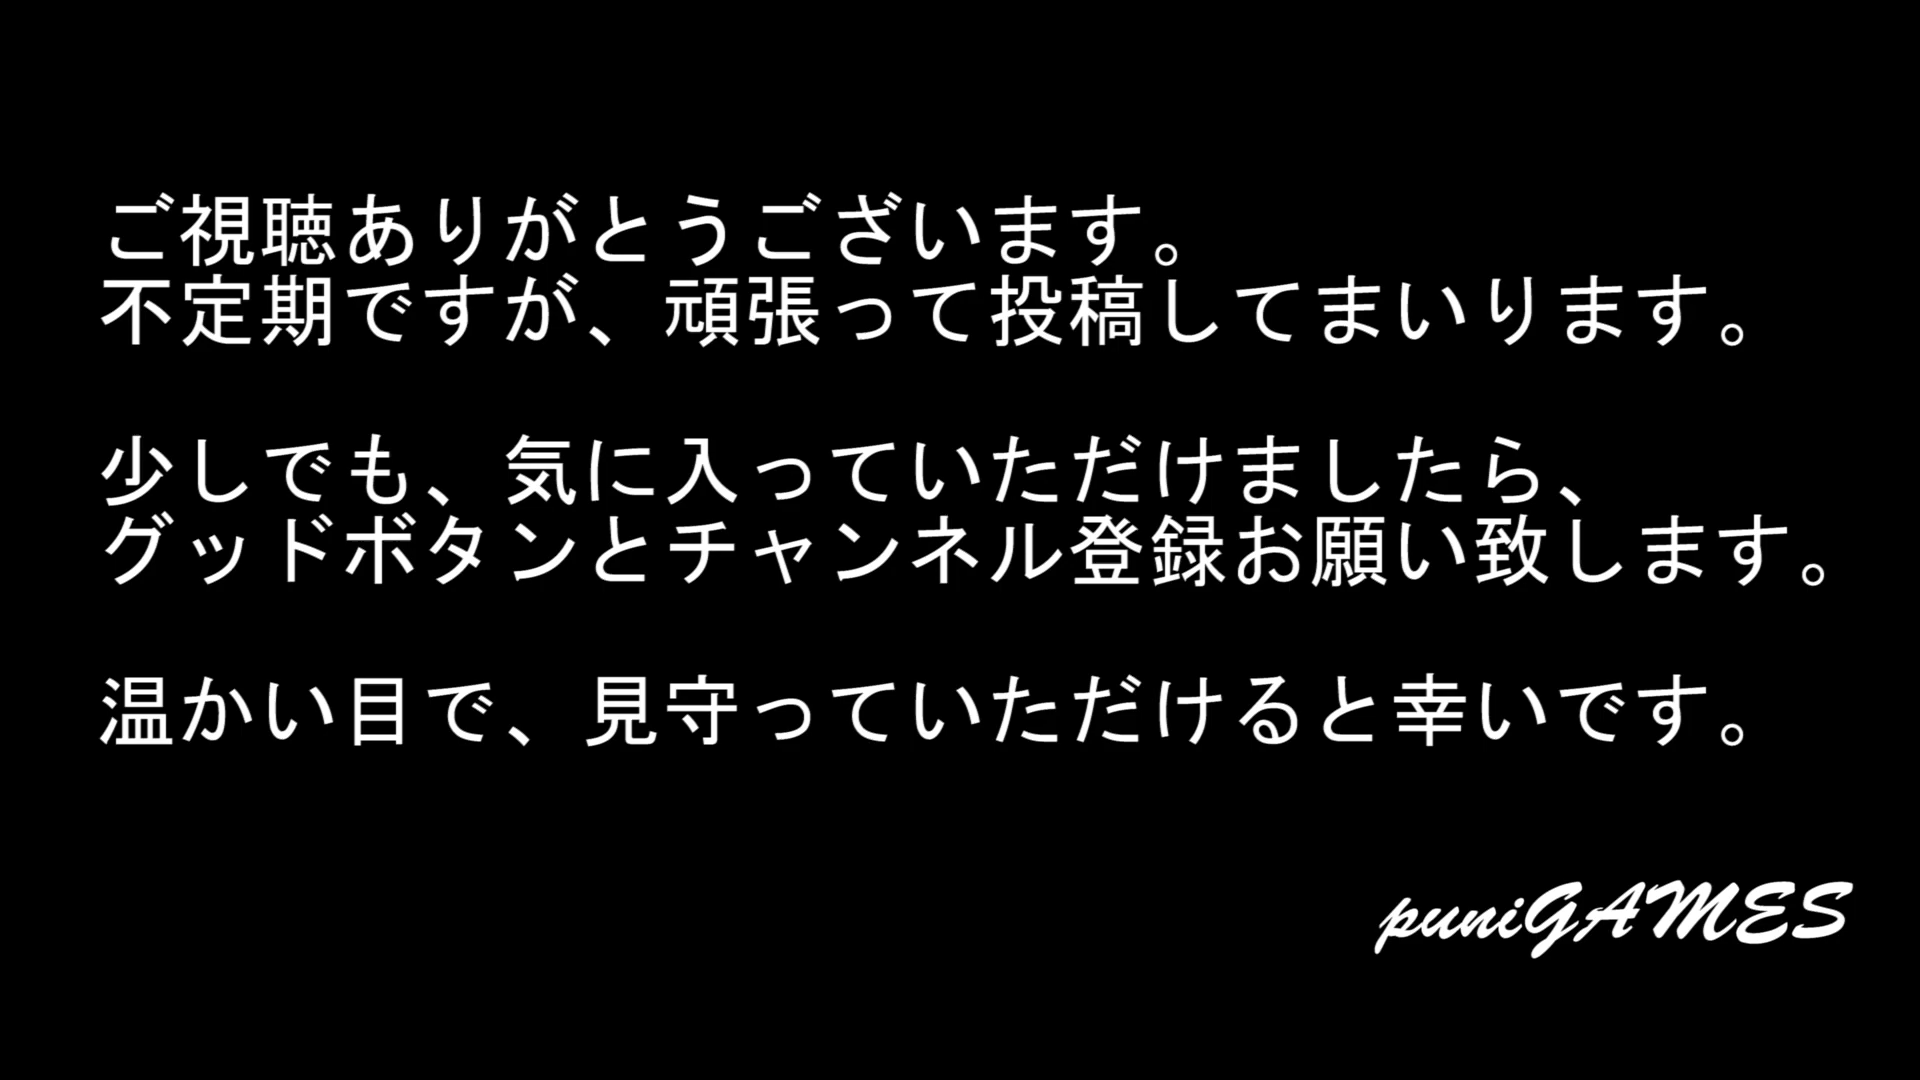 ご視聴ありがとうございます。
不定期ですが、頑張って投稿してまいります。
少しでも、気に入っていただけましたら、
グッドボタンとチャンネル登録お願い致します。
温かい目で、見守っていただけると幸いです。
puniGAMES